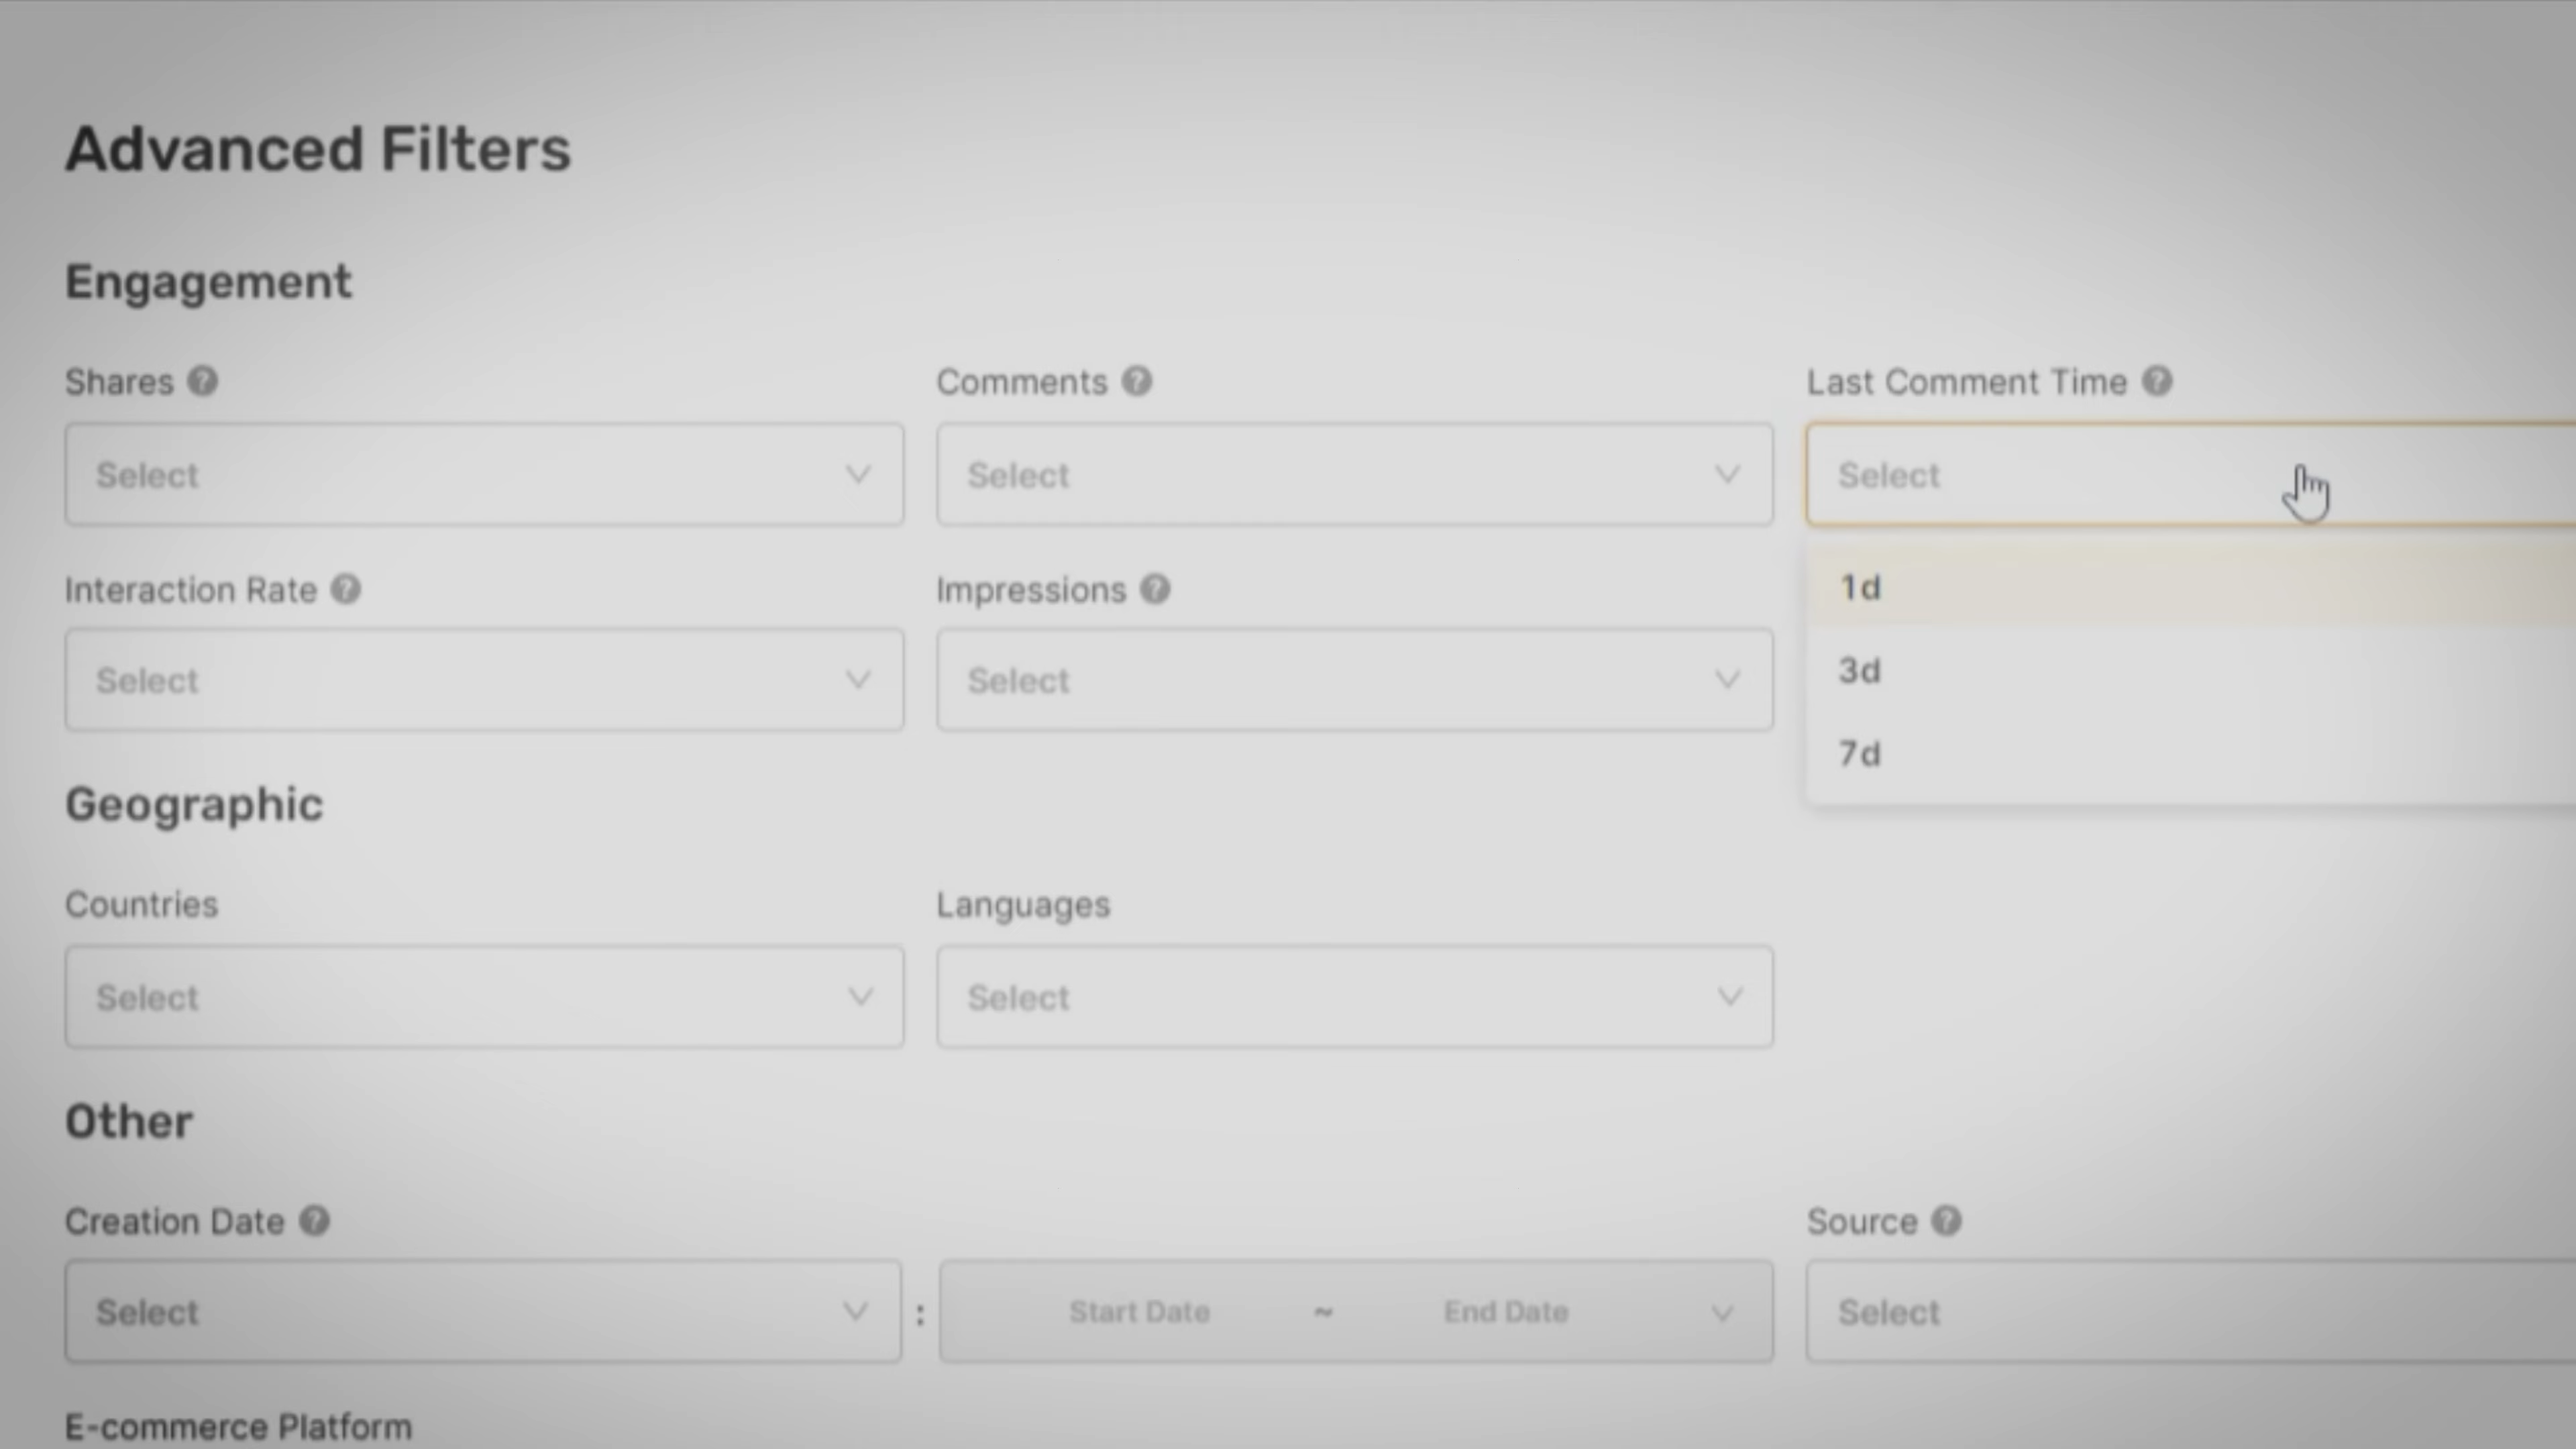 Advanced Filters
Engagement
Shares ?
Comments ?
Last Comment Time ?
Select
Select
Select
Interaction Rate ?
Impressions ?
1d
Select
Select
3d
7d
Geographic
Countries
Languages
Select
Select
Other
Creation Date ?
Source ?
Select
:
Start Date ~ End Date
Select
E-commerce Platform